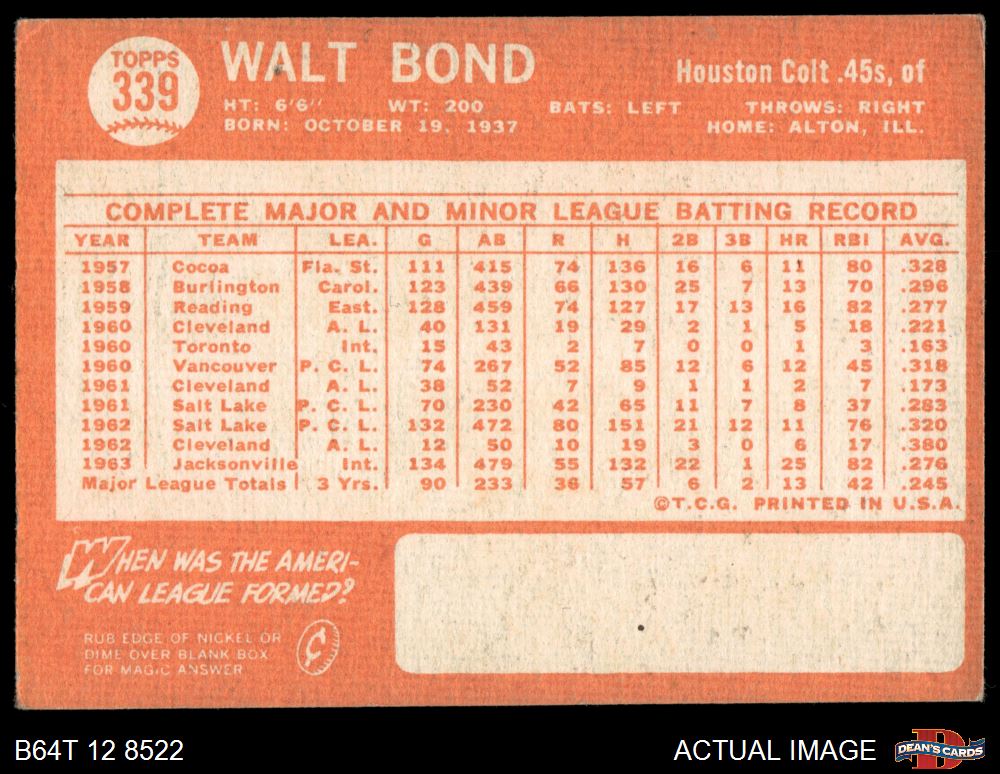 TOPPS
339
WALT BOND
Houston Colt .45s, of
HT: 6'6" WT: 200 BATS: LEFT THROWS: RIGHT
BORN: OCTOBER 19, 1937 HOME: ALTON, ILL.
COMPLETE MAJOR AND MINOR LEAGUE BATTING RECORD
YEAR TEAM LEA. G AB R H 2B 3B HR RBI AVG.
1957 Cocoa Fla. St. 111 415 74 136 16 6 11 80 .328
1958 Burlington Carol. 123 439 66 130 25 7 13 70 .296
1959 Reading East. 128 459 74 127 17 13 16 82 .277
1960 Cleveland A. L. 40 131 19 29 2 1 5 18 .221
1960 Toronto Int. 15 43 2 7 0 0 1 3 .163
1960 Vancouver P. C. L. 74 267 52 85 12 6 12 45 .318
1961 Cleveland A. L. 38 52 7 9 1 1 2 7 .173
1961 Salt Lake P. C. L. 70 230 42 65 11 7 8 37 .283
1962 Salt Lake P. C. L. 132 472 80 151 21 12 11 76 .320
1962 Cleveland A. L. 12 50 10 19 3 0 6 17 .380
1963 Jacksonville Int. 134 479 55 132 22 1 25 82 .276
Major League Totals 3 Yrs. 90 233 36 57 6 2 13 42 .245
©T.C.G. PRINTED IN U.S.A.
WHEN WAS THE AMERI-
CAN LEAGUE FORMED?
RUB EDGE OF NICKEL OR
DIME OVER BLANK BOX
FOR MAGIC ANSWER
¢
B64T 12 8522
ACTUAL IMAGE
D
DEAN'S CARDS